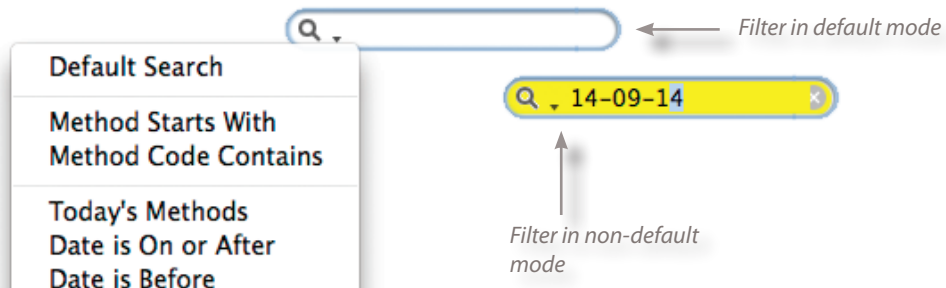 Filter in default mode
Default Search
14-09-14
Method Starts With
Method Code Contains
Today's Methods
Date is On or After
Date is Before
Filter in non-default
mode